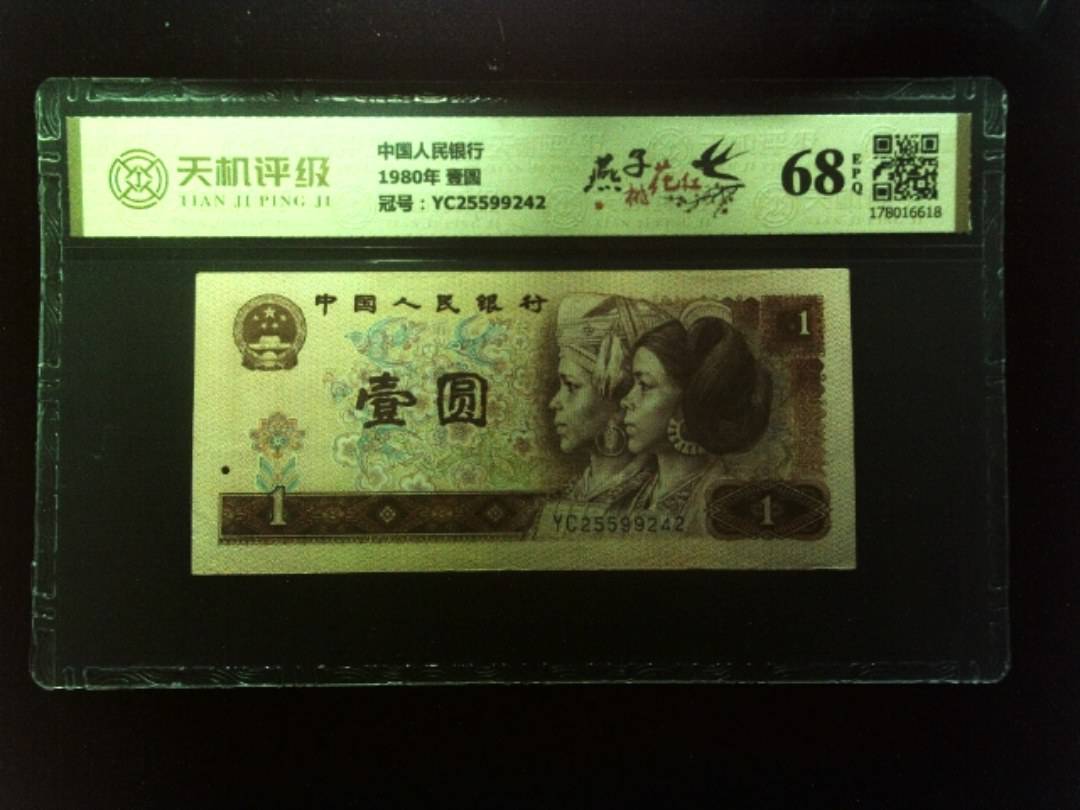 天机评级
TIAN JI PING JI
中国人民银行
1980年 壹圆
冠号：YC25599242
燕子桃花红
68
EPQ
178016618
中国人民银行
1
壹圆
1
YC25599242
1